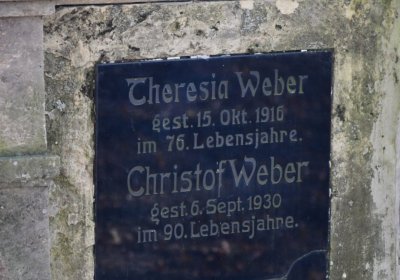 Theresia Weber
gest. 15. Okt. 1916
im 76. Lebensjahre.
Christof Weber
gest. 6. Sept. 1930
im 90. Lebensjahre.